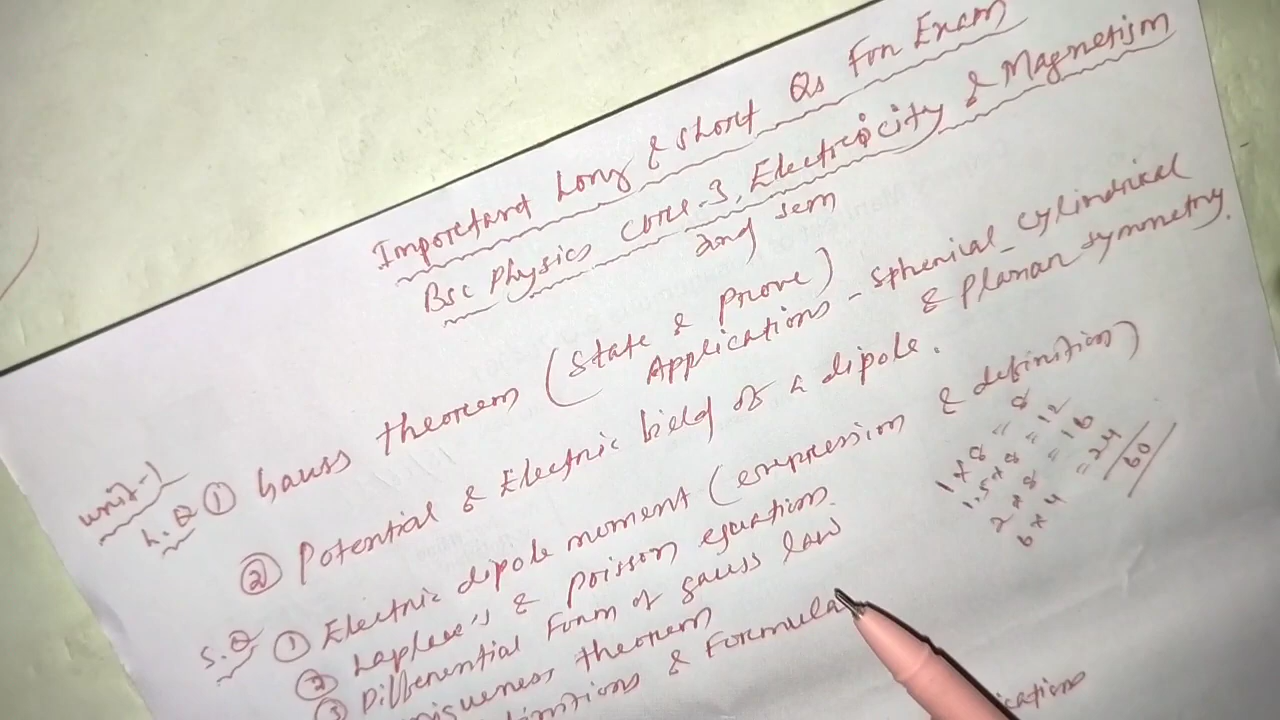 Important Long & short Qs For Exam
Bsc Physics Core-3, Electricity & Magnetism
2nd sem
unit-1
L.Q ① Gauss theorem (State & Prove)
Applications - spherical, cylindrical
& planar symmetry.
② Potential & Electric field of a dipole.
S.Q ① Electric dipole moment (expression & definition)
② Laplace's & poisson equation
③ Differential Form of gauss law
theorem
& Formula
1 x 8 = 8
1.5 x 8 = 12
2 x 8 = 16
6 x 4 = 24
60